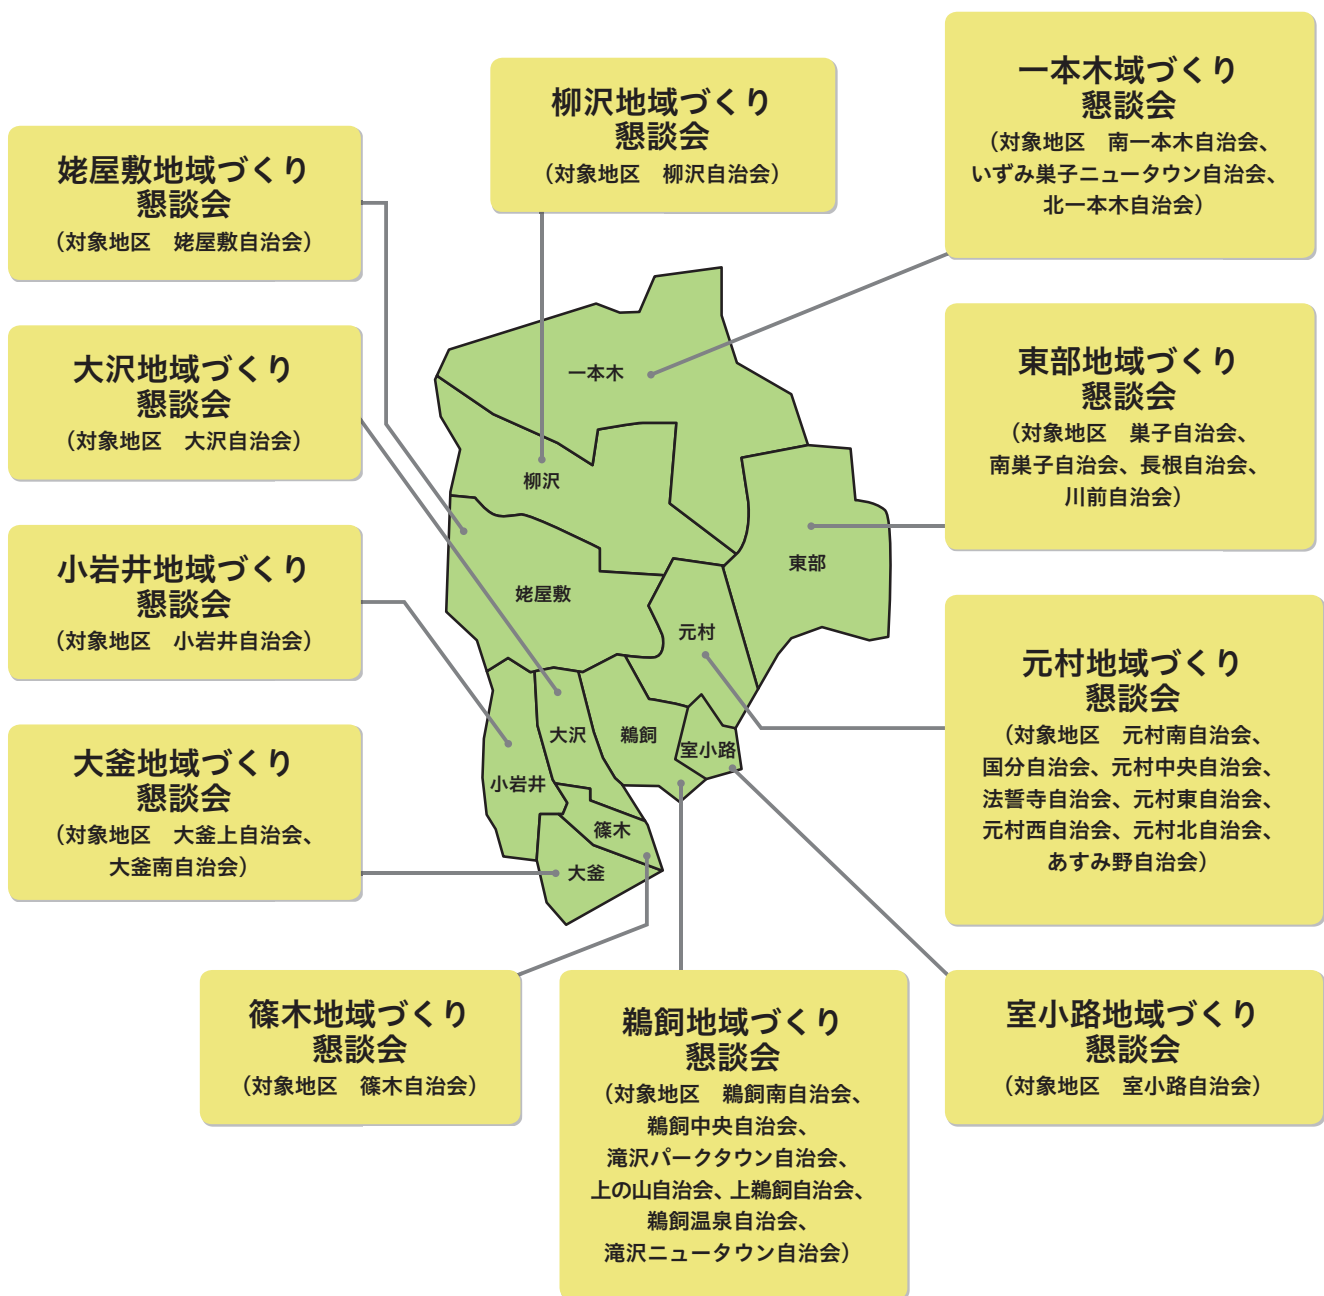 一本木域づくり
懇談会
（対象地区　南一本木自治会、
いずみ巣子ニュータウン自治会、
北一本木自治会）
柳沢地域づくり
懇談会
（対象地区　柳沢自治会）
姥屋敷地域づくり
懇談会
（対象地区　姥屋敷自治会）
大沢地域づくり
懇談会
（対象地区　大沢自治会）
東部地域づくり
懇談会
（対象地区　巣子自治会、
南巣子自治会、長根自治会、
川前自治会）
小岩井地域づくり
懇談会
（対象地区　小岩井自治会）
元村地域づくり
懇談会
（対象地区　元村南自治会、
国分自治会、元村中央自治会、
法誓寺自治会、元村東自治会、
元村西自治会、元村北自治会、
あすみ野自治会）
大釜地域づくり
懇談会
（対象地区　大釜上自治会、
大釜南自治会）
一本木
柳沢
東部
姥屋敷
元村
大沢
鵜飼
室小路
小岩井
篠木
大釜
篠木地域づくり
懇談会
（対象地区　篠木自治会）
鵜飼地域づくり
懇談会
（対象地区　鵜飼南自治会、
鵜飼中央自治会、
滝沢パークタウン自治会、
上の山自治会、上鵜飼自治会、
鵜飼温泉自治会、
滝沢ニュータウン自治会）
室小路地域づくり
懇談会
（対象地区　室小路自治会）